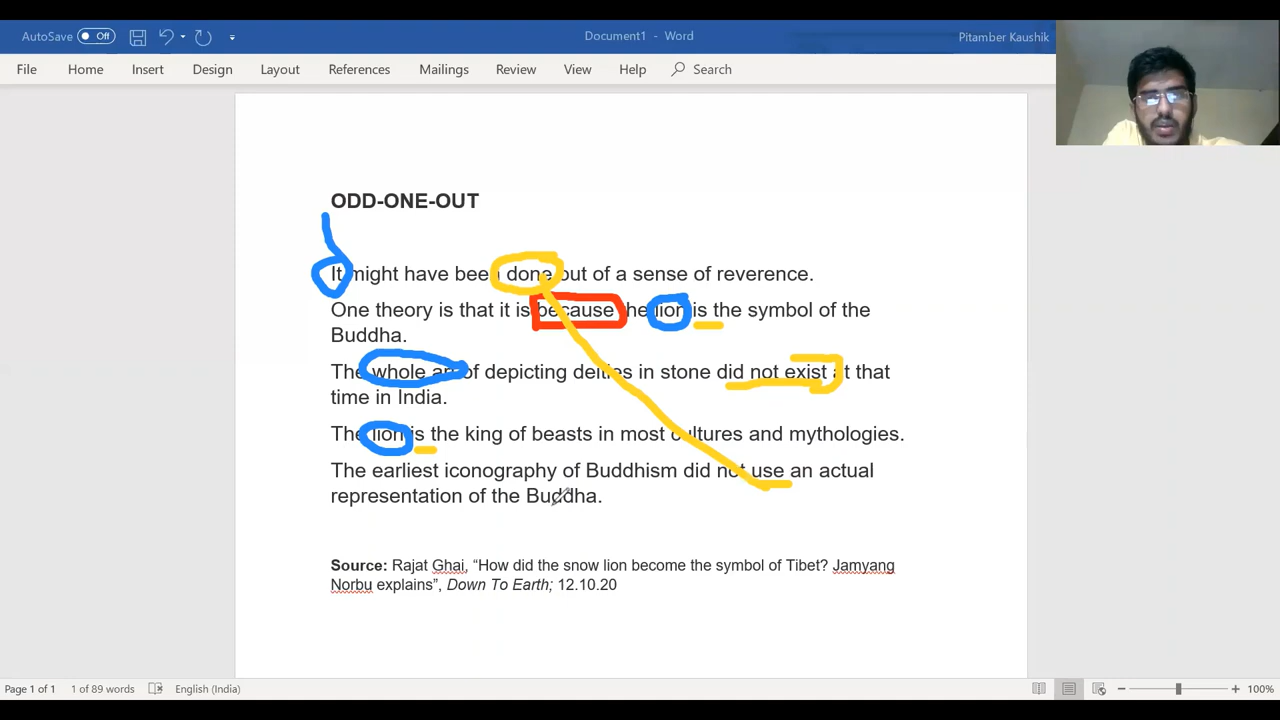 AutoSave Off Document1 - Word Pitamber Kaushik
File Home Insert Design Layout References Mailings Review View Help Search
ODD-ONE-OUT
It might have been done out of a sense of reverence.
One theory is that it is because the lion is the symbol of the
Buddha.
The whole art of depicting deities in stone did not exist at that
time in India.
The lion is the king of beasts in most cultures and mythologies.
The earliest iconography of Buddhism did not use an actual
representation of the Buddha.
Source: Rajat Ghai, “How did the snow lion become the symbol of Tibet? Jamyang
Norbu explains”, Down To Earth; 12.10.20
Page 1 of 1 1 of 89 words English (India) 100%